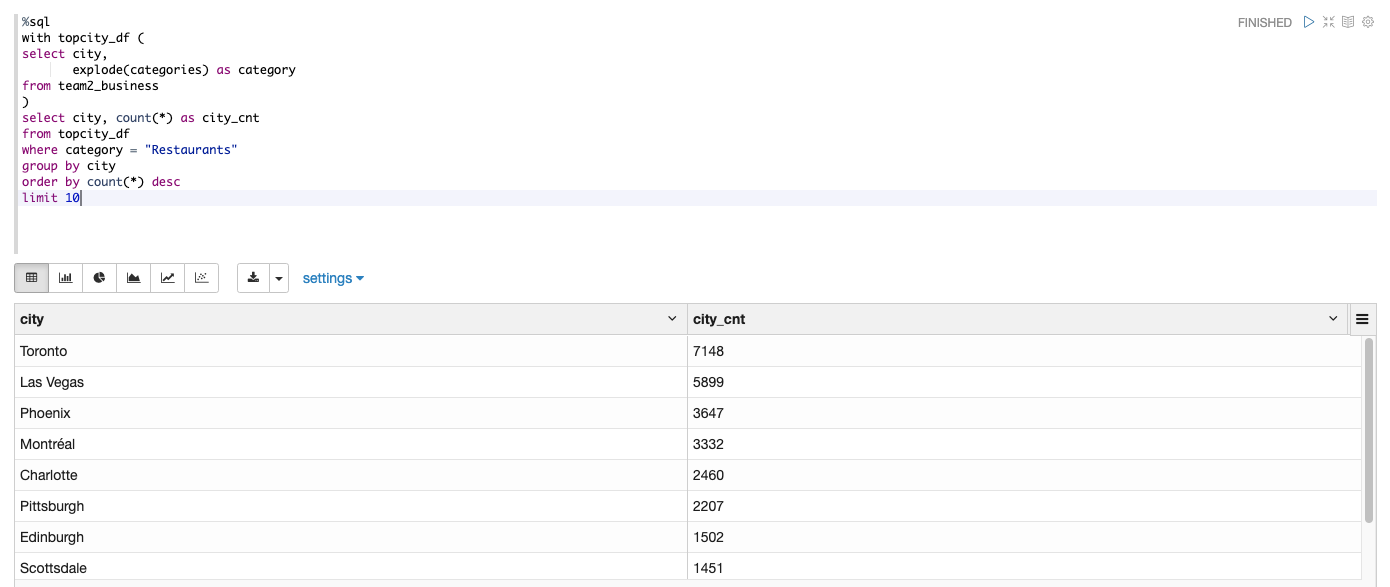 %sql
FINISHED
with topcity_df (
select city,
explode(categories) as category
from team2_business
)
select city, count(*) as city_cnt
from topcity_df
where category = "Restaurants"
group by city
order by count(*) desc
limit 10
settings
city city_cnt
Toronto 7148
Las Vegas 5899
Phoenix 3647
Montréal 3332
Charlotte 2460
Pittsburgh 2207
Edinburgh 1502
Scottsdale 1451